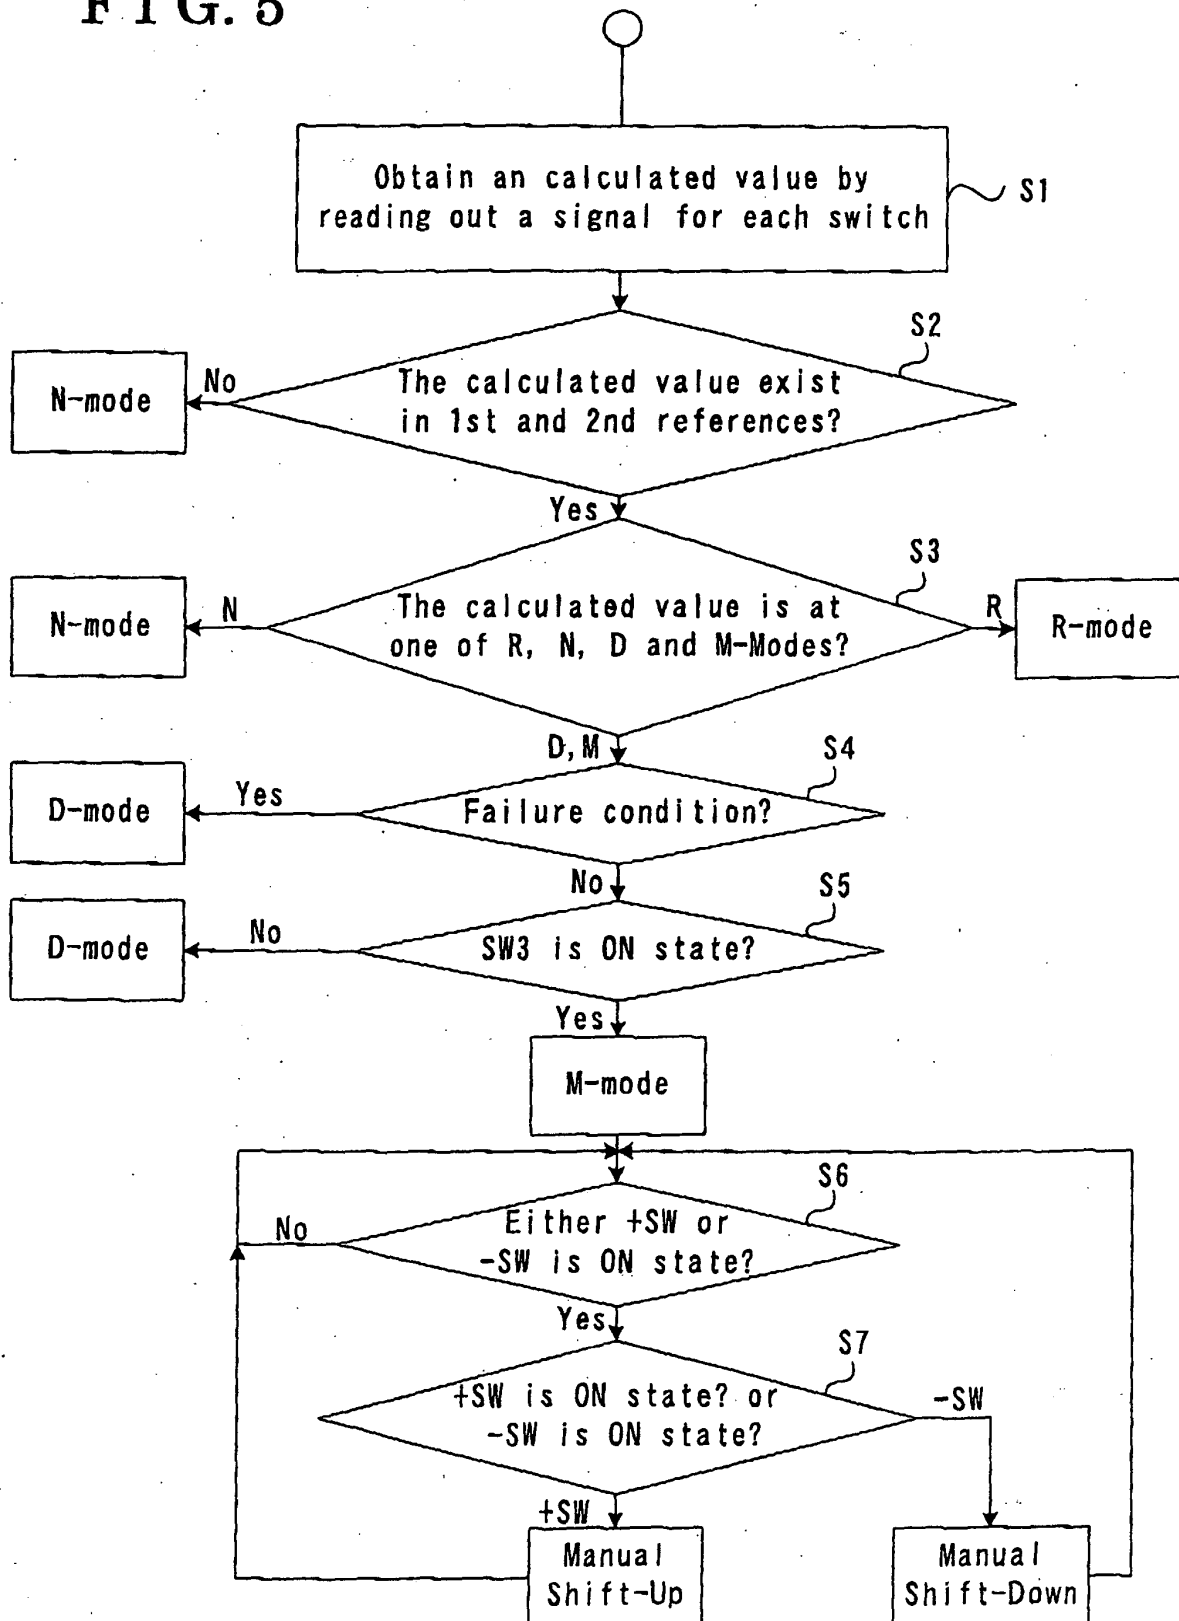 FIG. 5
Obtain an calculated value by
reading out a signal for each switch
S1
S2
The calculated value exist
in 1st and 2nd references?
No
N-mode
Yes
S3
The calculated value is at
one of R, N, D and M-Modes?
N
N-mode
R
R-mode
D, M
S4
Failure condition?
Yes
D-mode
No
S5
SW3 is ON state?
No
D-mode
Yes
M-mode
S6
Either +SW or
-SW is ON state?
No
Yes
S7
+SW is ON state? or
-SW is ON state?
-SW
+SW
Manual
Shift-Up
Manual
Shift-Down